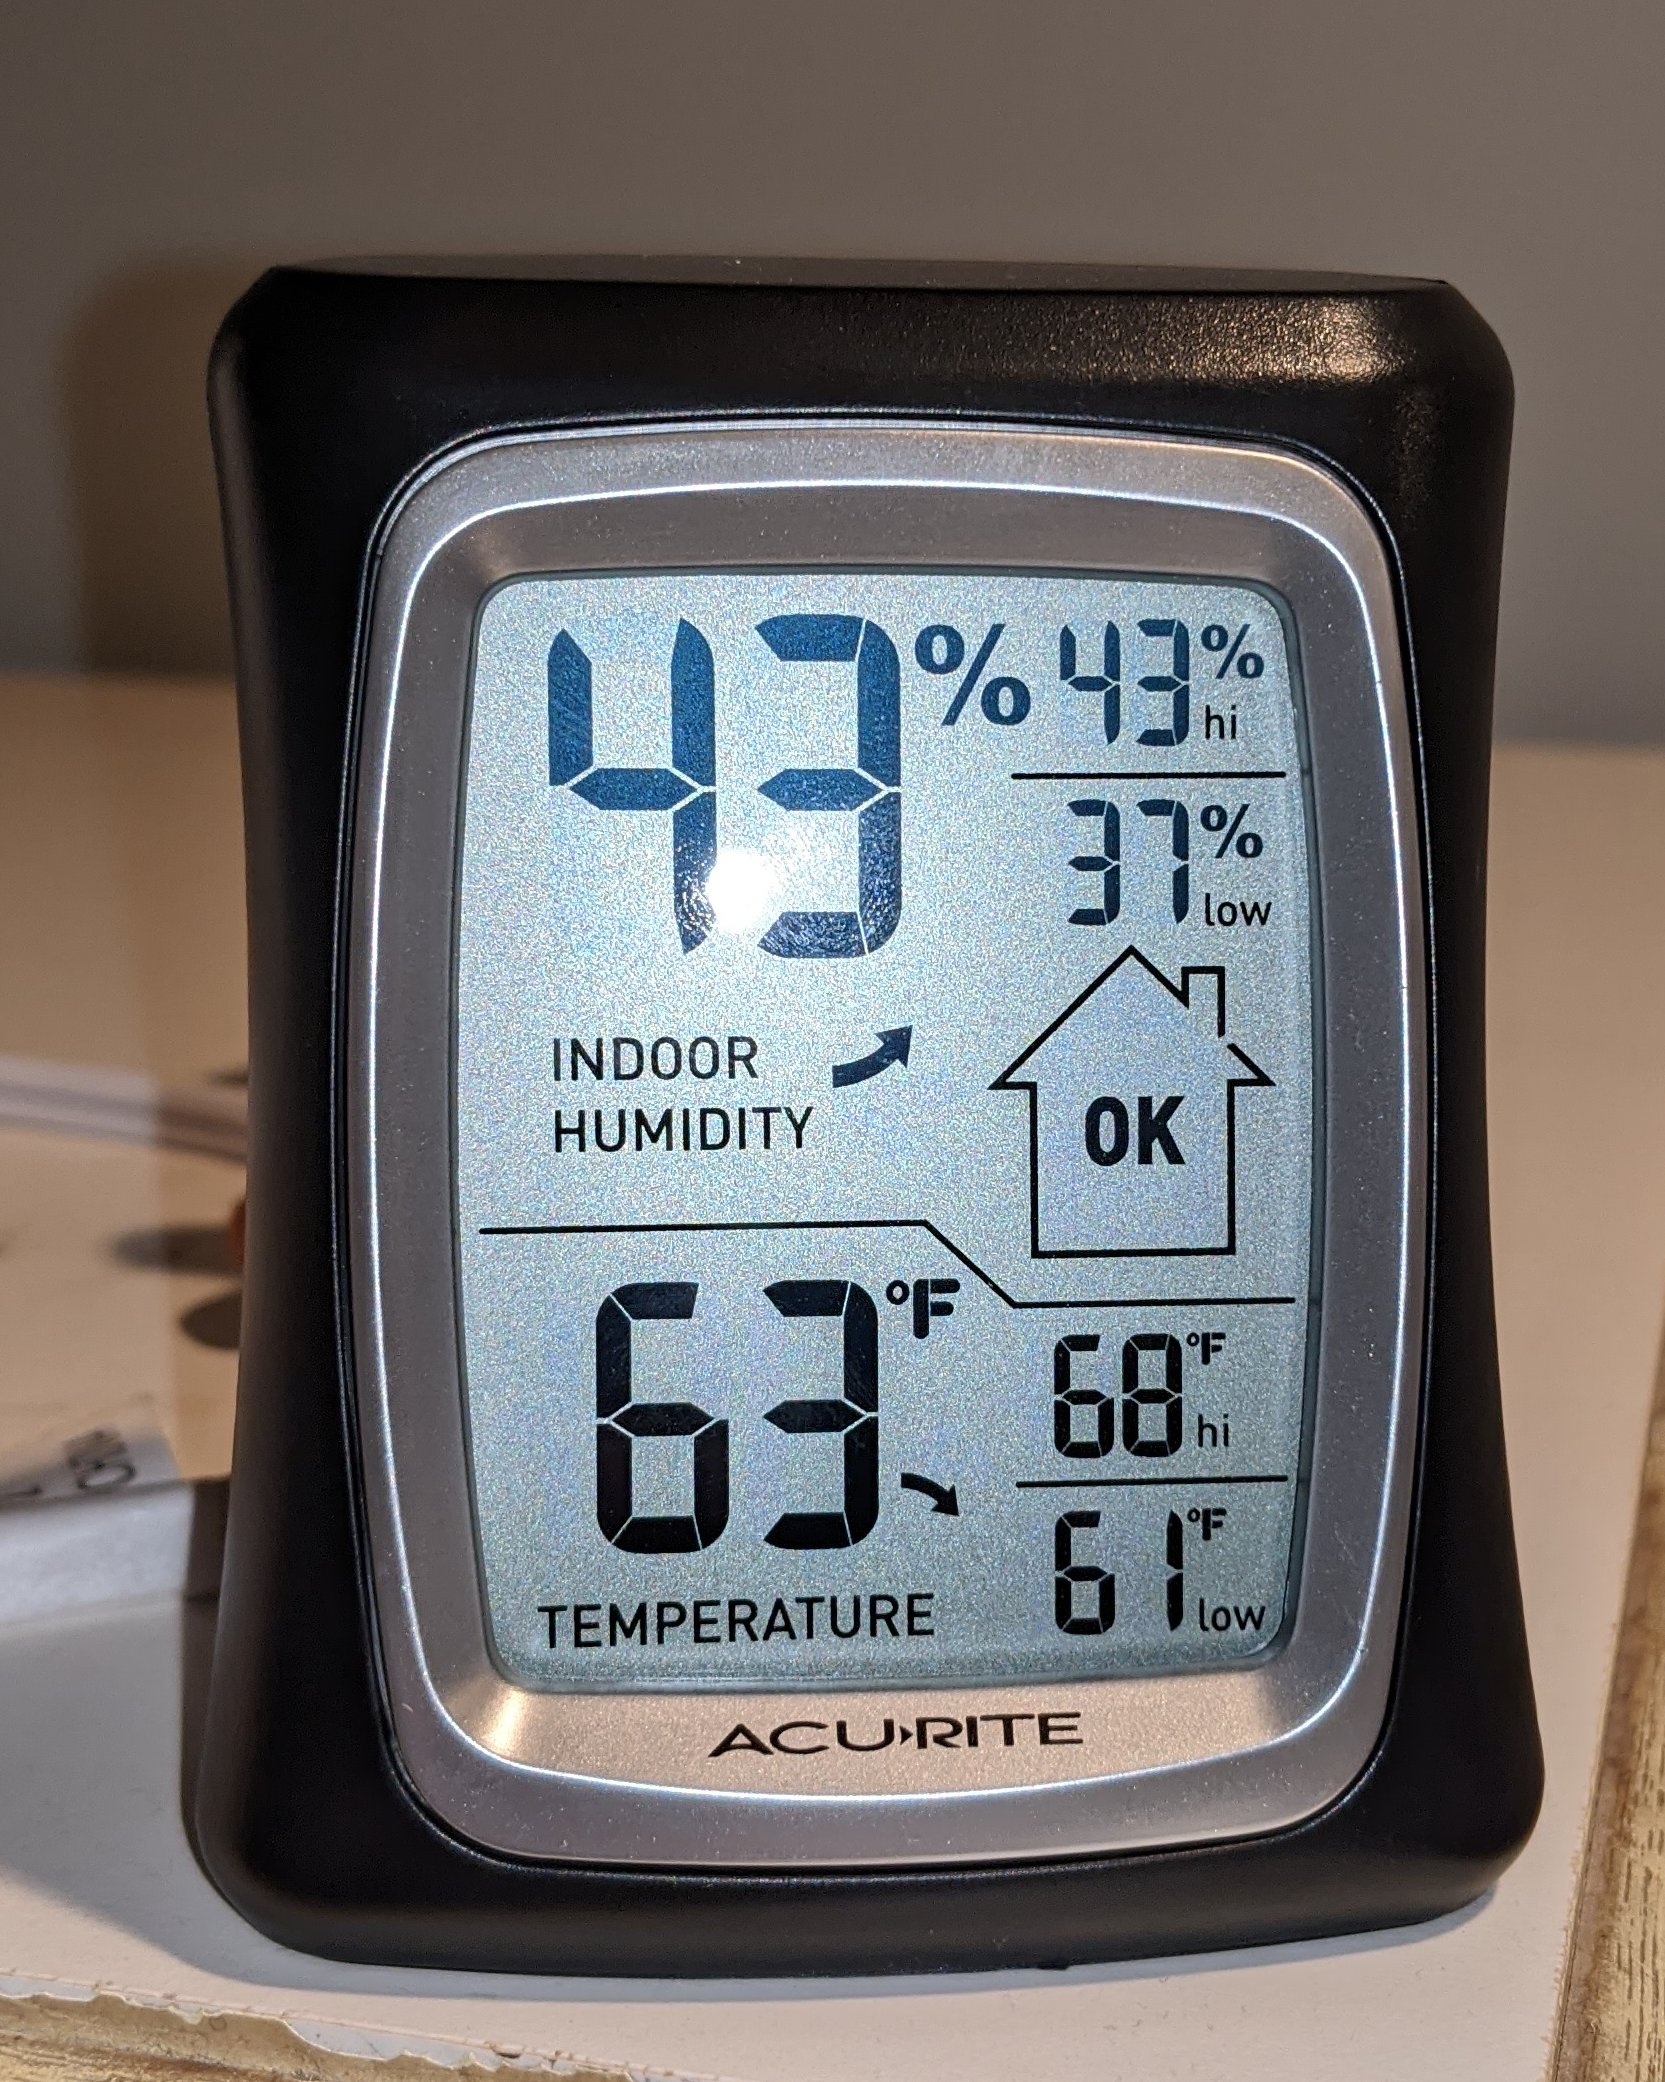 43%
43%
hi
37%
low
INDOOR
HUMIDITY
OK
63°F
68°F
hi
61°F
low
TEMPERATURE
ACURITE